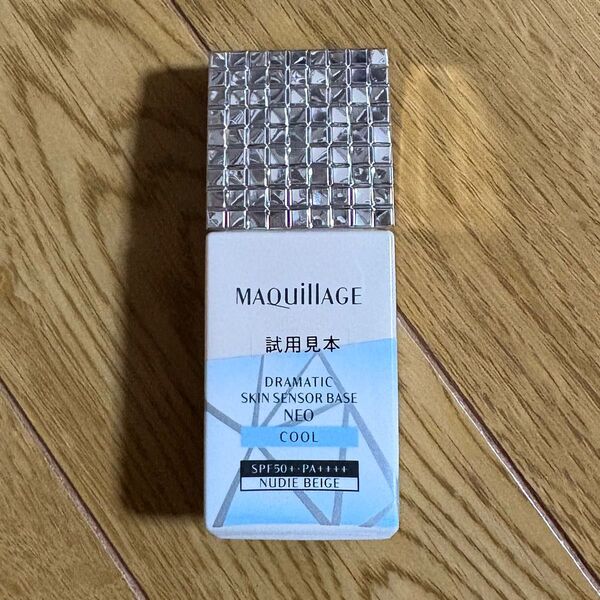 MAQuillAGE
試用見本
DRAMATIC
SKIN SENSOR BASE
NEO
COOL
SPF50+・PA++++
NUDIE BEIGE